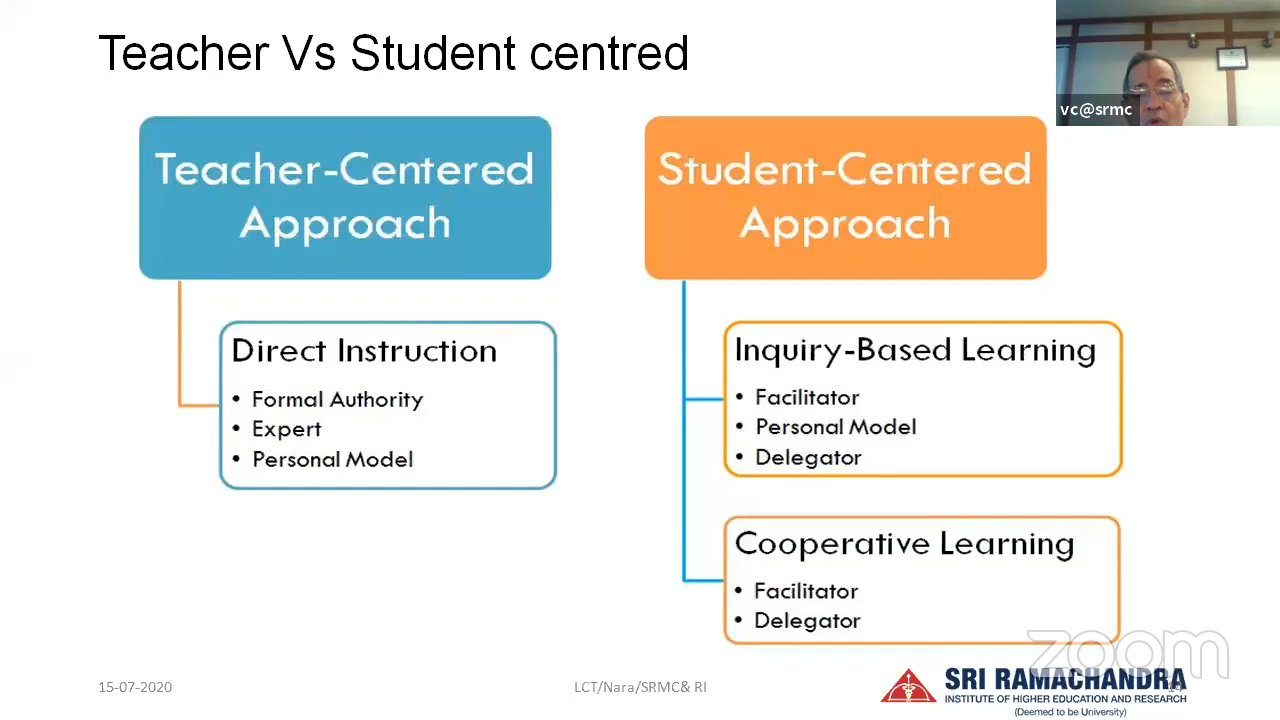 Teacher Vs Student centred
vc@srmc
Teacher-Centered
Approach
Direct Instruction
• Formal Authority
• Expert
• Personal Model
Student-Centered
Approach
Inquiry-Based Learning
• Facilitator
• Personal Model
• Delegator
Cooperative Learning
• Facilitator
• Delegator
zoom
15-07-2020
LCT/Nara/SRMC& RI
SRI RAMACHANDRA
INSTITUTE OF HIGHER EDUCATION AND RESEARCH
(Deemed to be University)